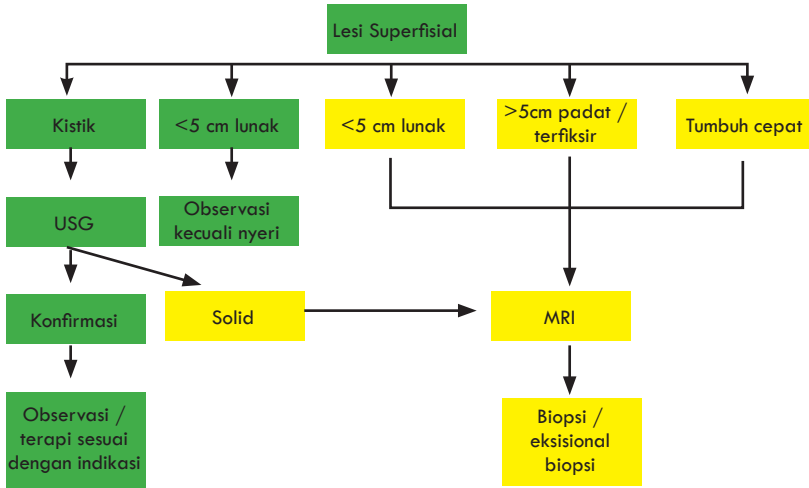 Lesi Superfisial
Kistik
<5 cm lunak
<5 cm lunak
>5cm padat /
terfiksir
Tumbuh cepat
USG
Observasi
kecuali nyeri
Konfirmasi
Solid
MRI
Observasi /
terapi sesuai
dengan indikasi
Biopsi /
eksisional
biopsi